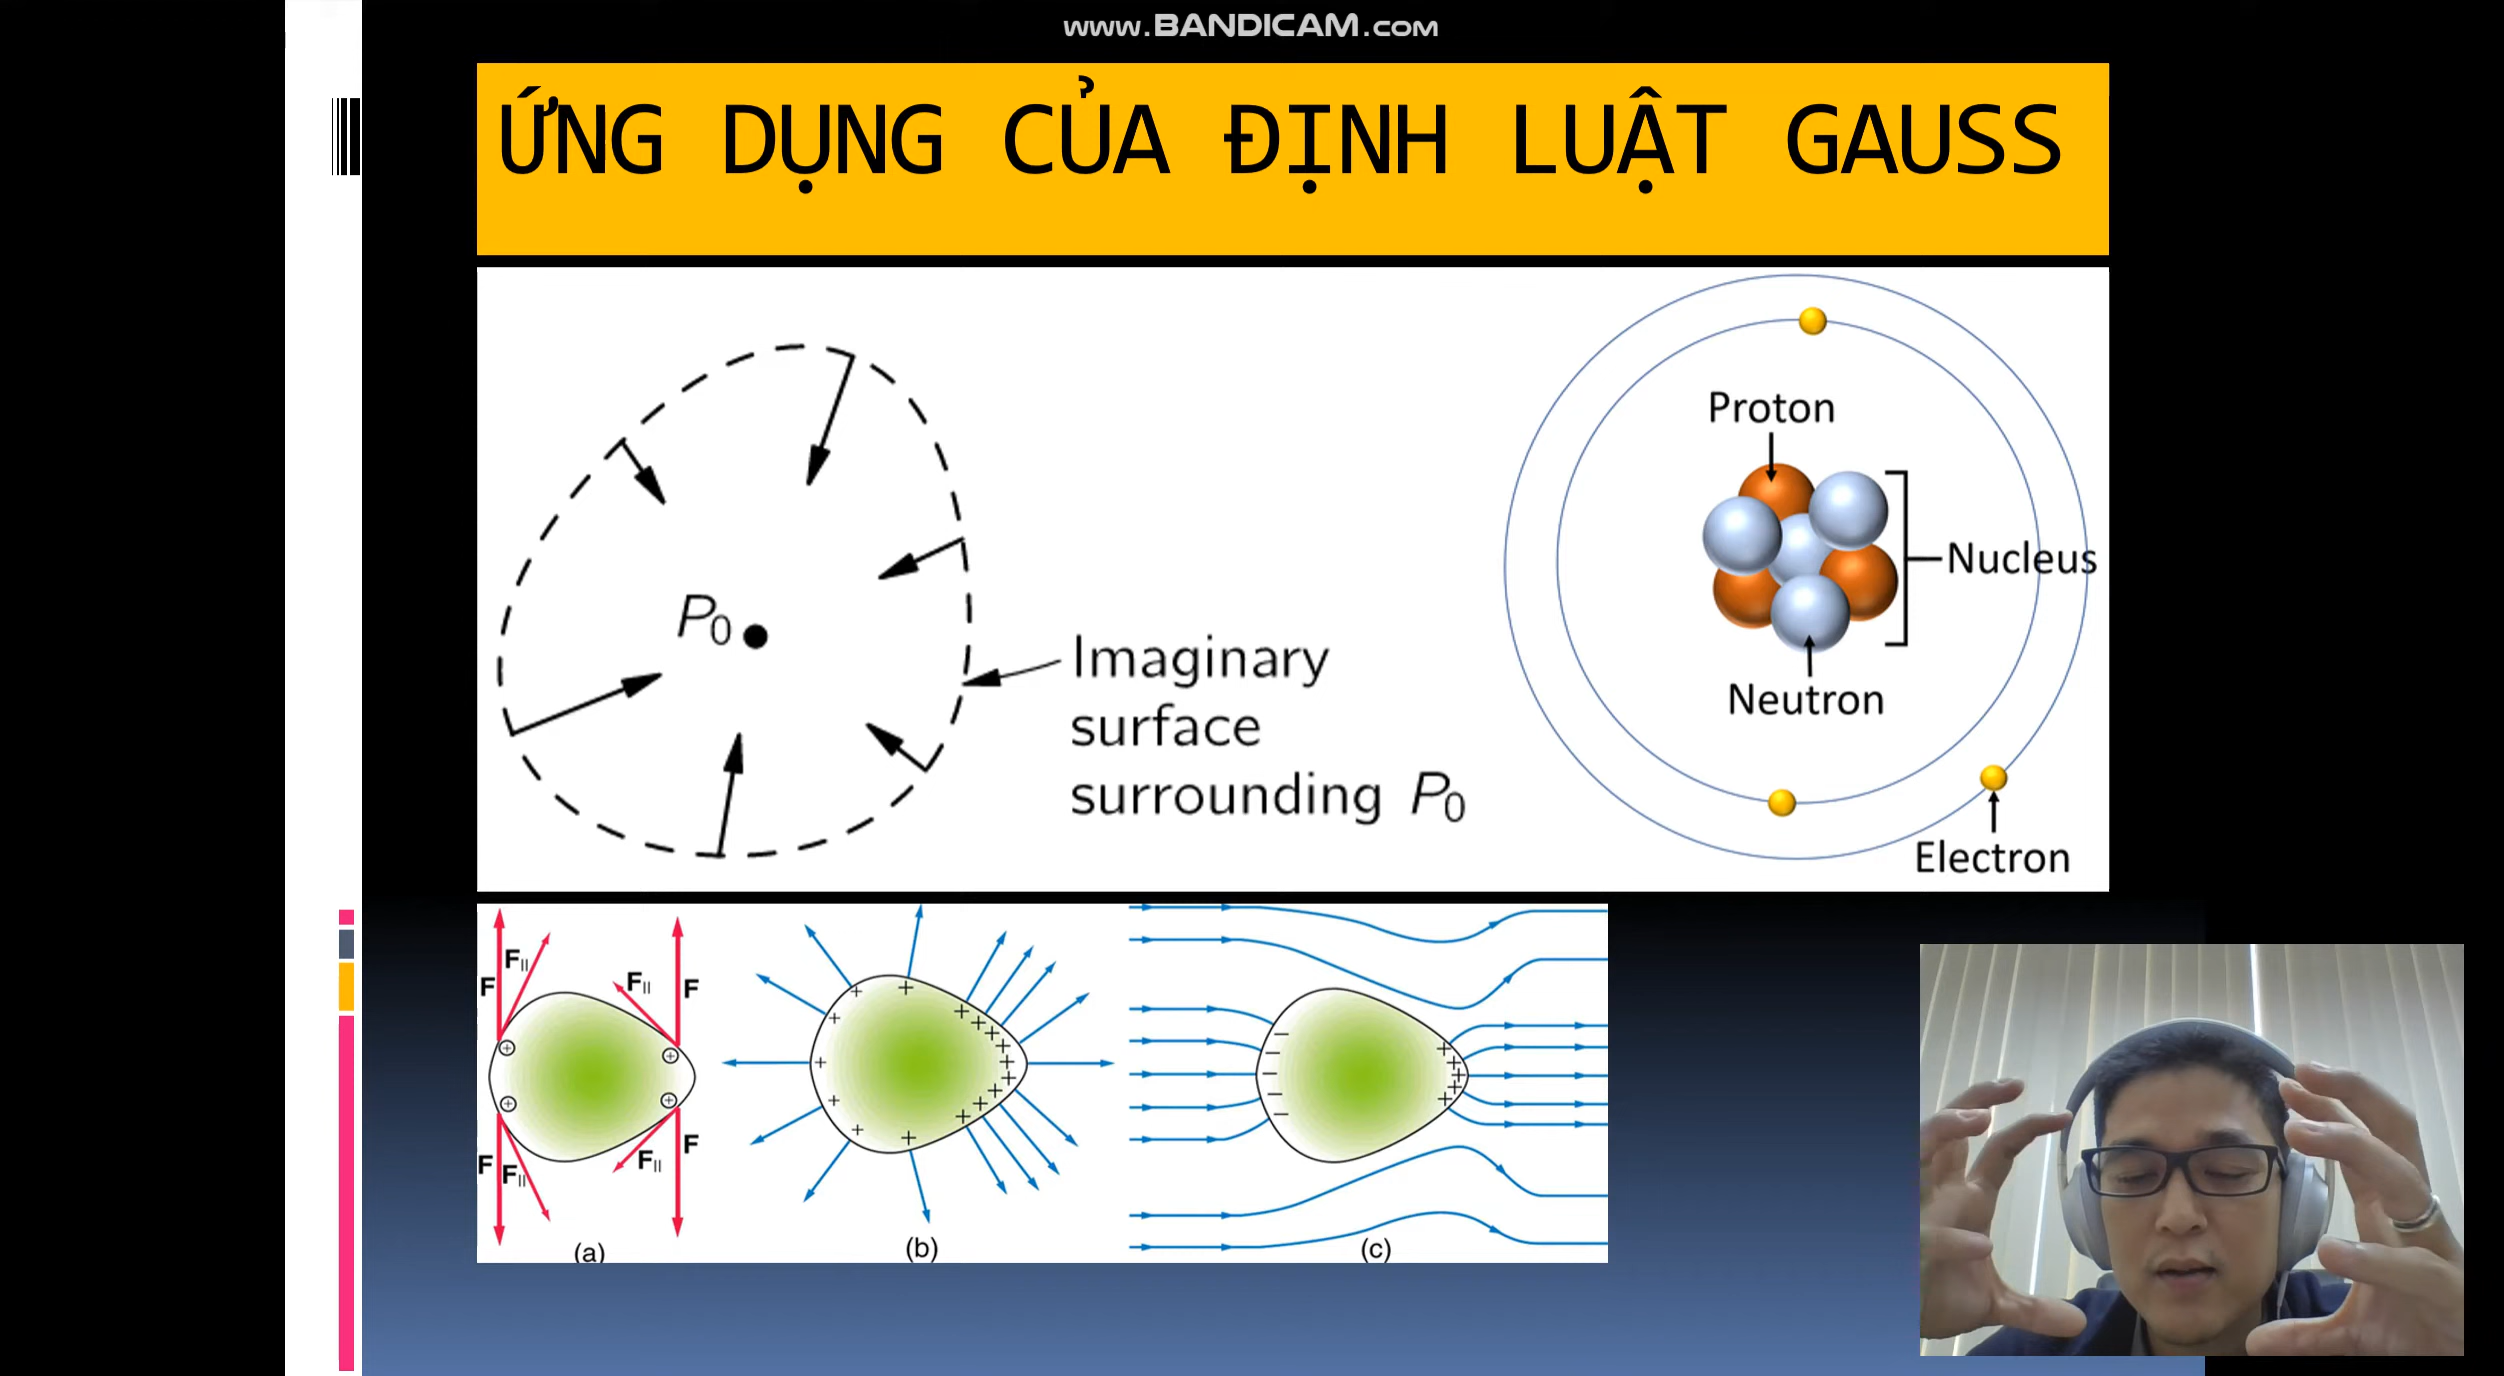 www.BANDICAM.com
ỨNG DỤNG CỦA ĐỊNH LUẬT GAUSS
Proton
Nucleus
Neutron
Electron
P0
Imaginary
surface
surrounding P0
F
F||
F||
F
F
F||
F||
F
(a)
+ + + + + + + + + + + + + + + + +
(b)
− − − − −
+ + + + +
(c)